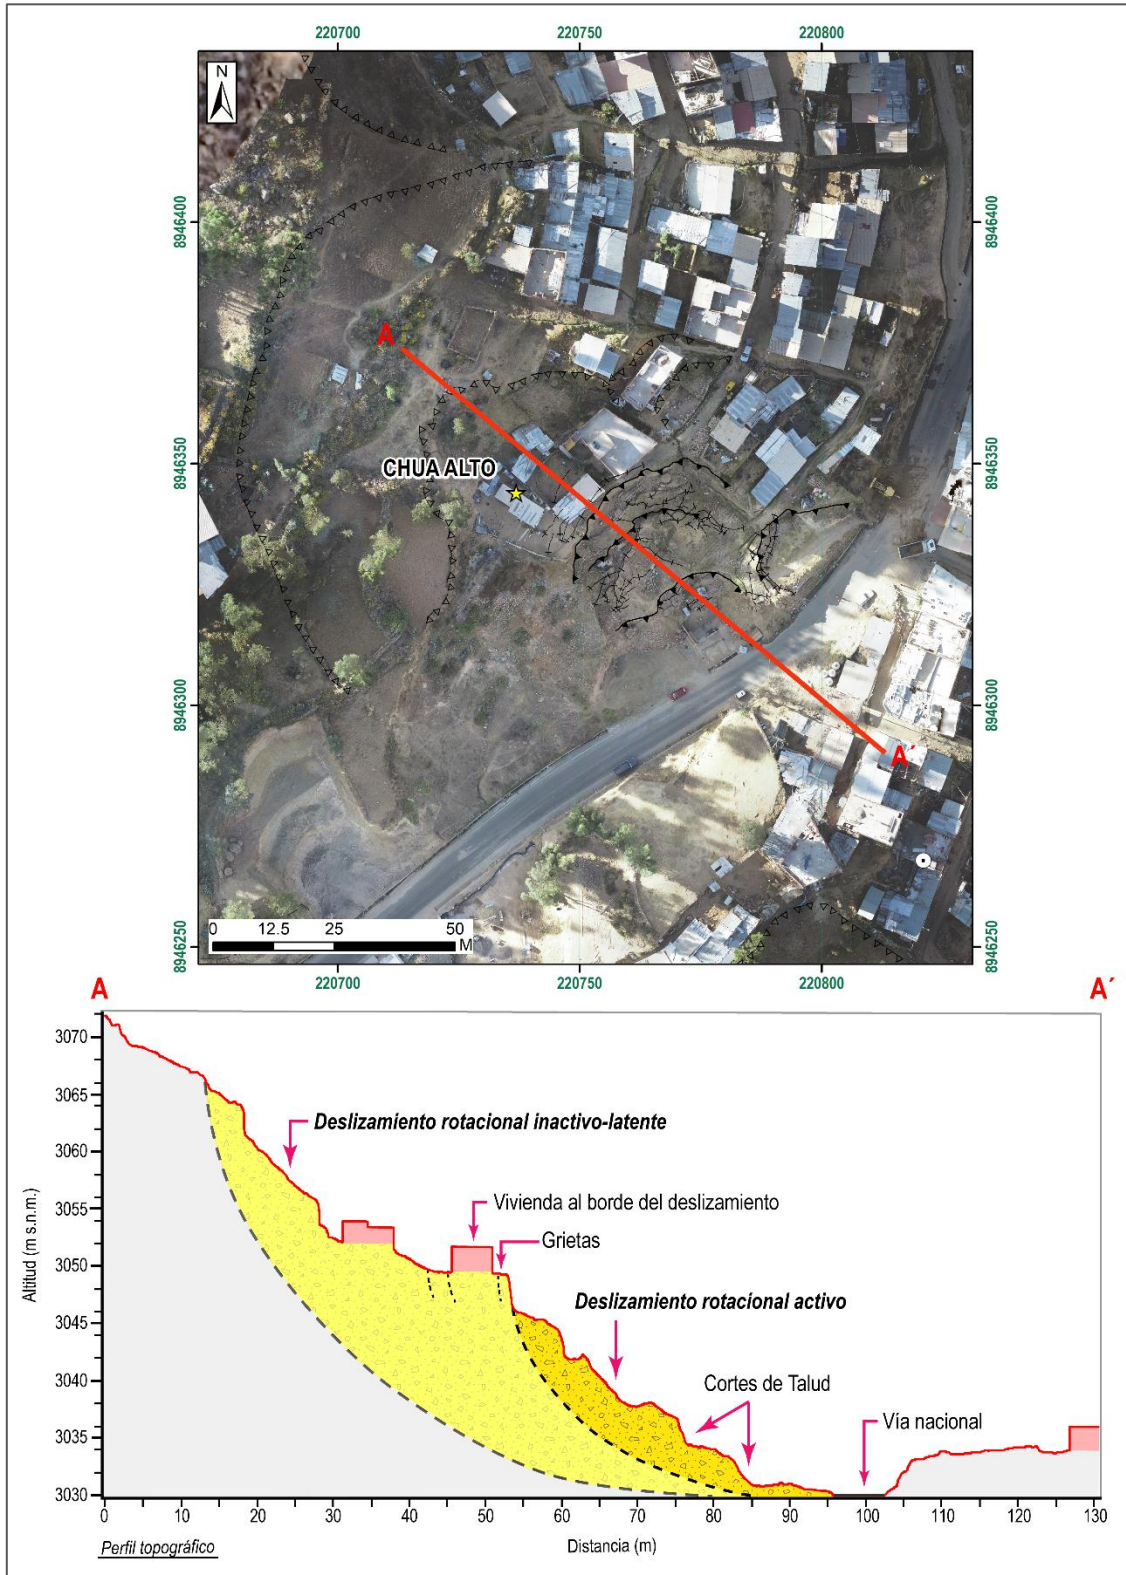 220700 220750 220800
N
8946400 8946400
A
8946350 CHUA ALTO 8946350
8946300 8946300
A´
0 12.5 25 50
M
8946250 8946250
220700 220750 220800
A A´
3070
3065
Deslizamiento rotacional inactivo-latente
3060
3055
Vivienda al borde del deslizamiento
Grietas
3050
Deslizamiento rotacional activo
3045
3040
Cortes de Talud
Vía nacional
3035
3030
Altitud (m s.n.m.)
0 10 20 30 40 50 60 70 80 90 100 110 120 130
Distancia (m)
Perfil topográfico